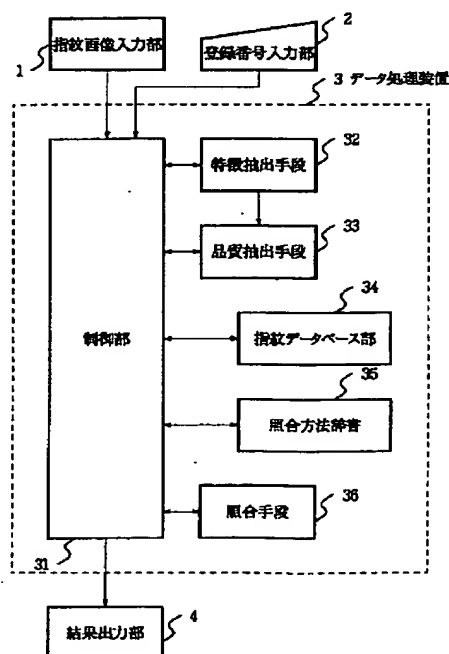 2
指紋画像入力部
登録番号入力部
1
3 データ処理装置
32
特徴抽出手段
33
品質抽出手段
34
制御部
指紋データベース部
35
照合方法辞書
36
照合手段
31
4
結果出力部